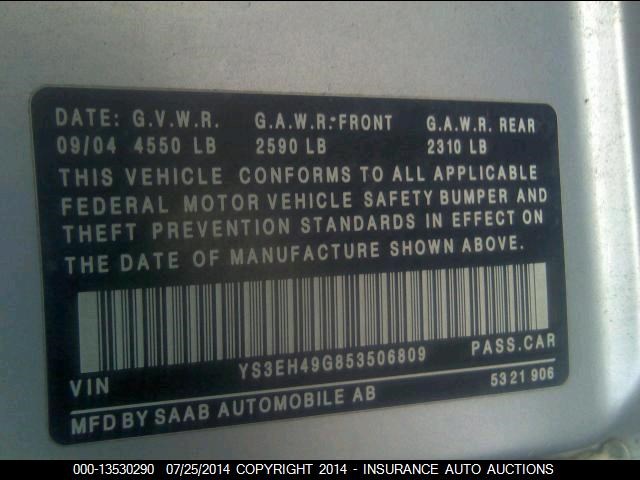 DATE: G.V.W.R. G.A.W.R. FRONT G.A.W.R. REAR
09/04 4550 LB 2590 LB 2310 LB
THIS VEHICLE CONFORMS TO ALL APPLICABLE
FEDERAL MOTOR VEHICLE SAFETY BUMPER AND
THEFT PREVENTION STANDARDS IN EFFECT ON
THE DATE OF MANUFACTURE SHOWN ABOVE.
VIN YS3EH49G853506809 PASS.CAR
MFD BY SAAB AUTOMOBILE AB 5321906
000-13530290 07/25/2014 COPYRIGHT 2014 - INSURANCE AUTO AUCTIONS